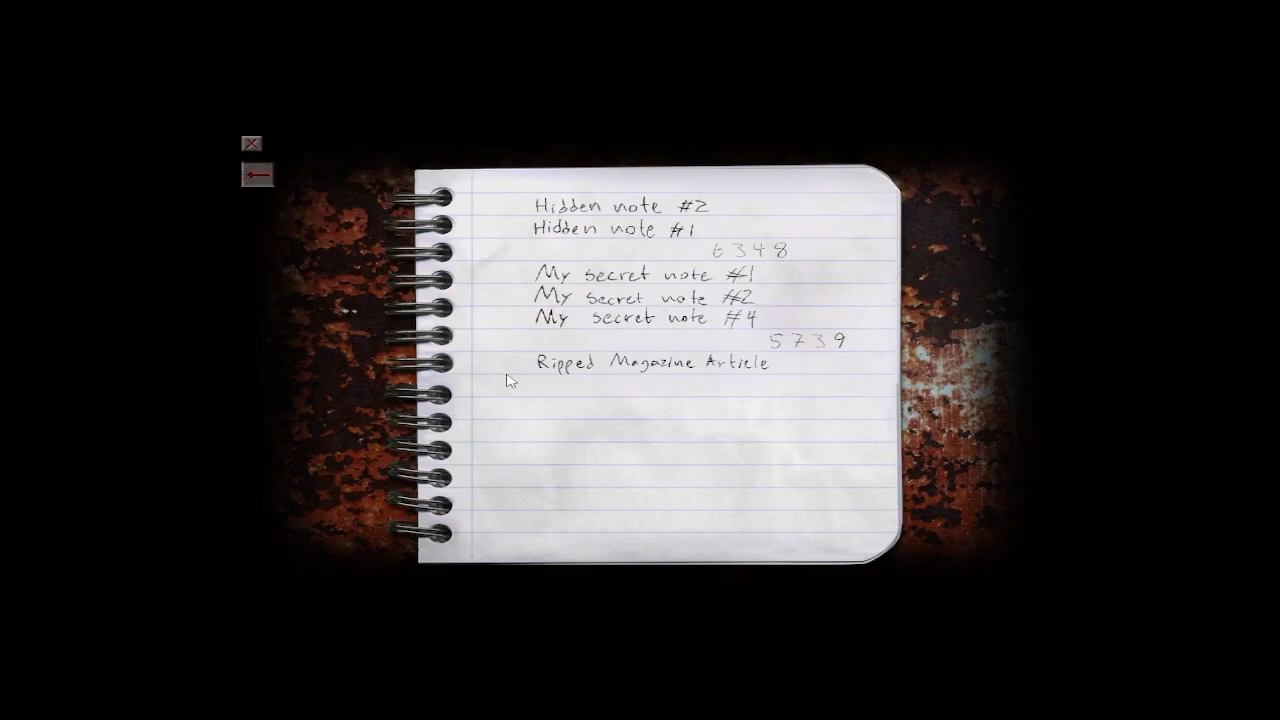 Hidden note #2
Hidden note #1
6348
My secret note #1
My secret note #2
My secret note #4
5739
Ripped Magazine Article